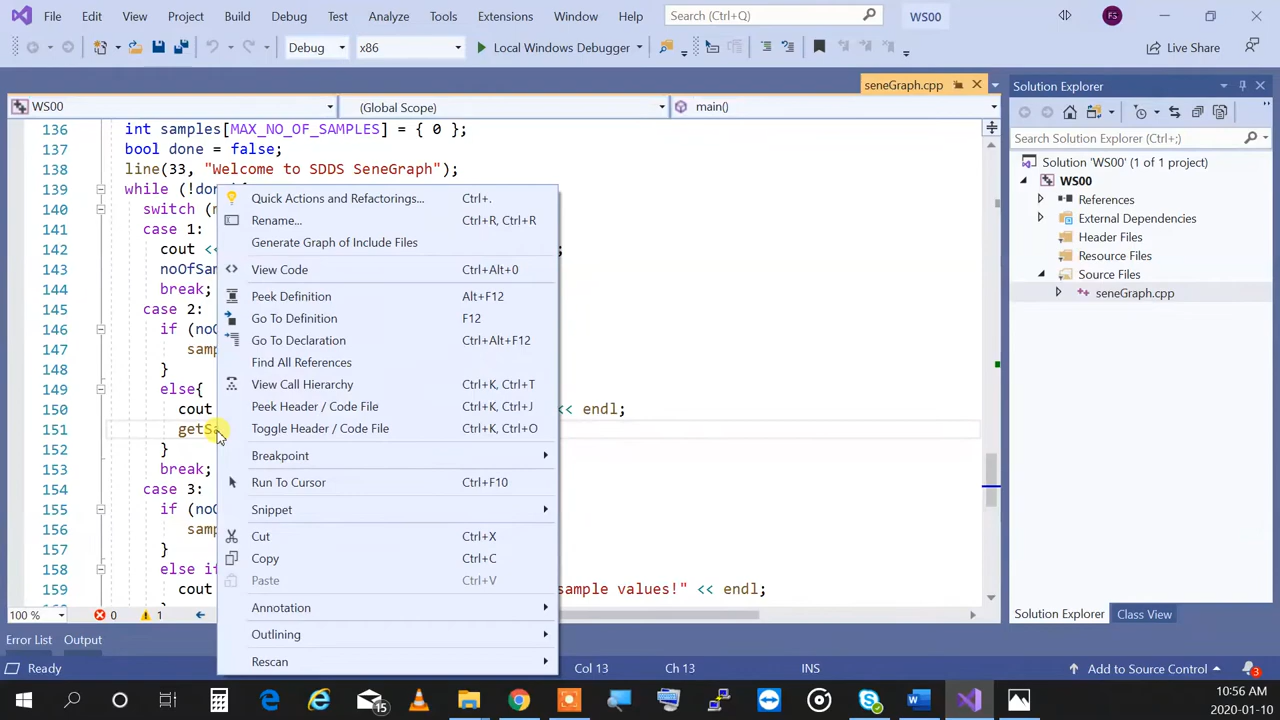 File Edit View Project Build Debug Test Analyze Tools Extensions Window Help Search (Ctrl+Q) WS00 FS
Debug x86 Local Windows Debugger Live Share
seneGraph.cpp Solution Explorer
WS00 (Global Scope) main()
Search Solution Explorer (Ctrl+;)
Solution 'WS00' (1 of 1 project)
WS00
References
External Dependencies
Header Files
Resource Files
Source Files
seneGraph.cpp
136 int samples[MAX_NO_OF_SAMPLES] = { 0 };
137 bool done = false;
138 line(33, "Welcome to SDDS SeneGraph");
139 while (!don
140 switch (
141 case 1:
142 cout << ;
143 noOfSam
144 break;
145 case 2:
146 if (no
147 samp
148 }
149 else{
150 cout << endl;
151 getSa
152 }
153 break;
154 case 3:
155 if (no
156 samp
157 }
158 else if
159 cout sample values!" << endl;
160
Quick Actions and Refactorings... Ctrl+.
Rename... Ctrl+R, Ctrl+R
Generate Graph of Include Files
View Code Ctrl+Alt+0
Peek Definition Alt+F12
Go To Definition F12
Go To Declaration Ctrl+Alt+F12
Find All References
View Call Hierarchy Ctrl+K, Ctrl+T
Peek Header / Code File Ctrl+K, Ctrl+J
Toggle Header / Code File Ctrl+K, Ctrl+O
Breakpoint
Run To Cursor Ctrl+F10
Snippet
Cut Ctrl+X
Copy Ctrl+C
Paste Ctrl+V
Annotation
Outlining
Rescan
100 % 0 1
Solution Explorer Class View
Error List Output
Ready Col 13 Ch 13 INS Add to Source Control 3
15
10:56 AM
2020-01-10